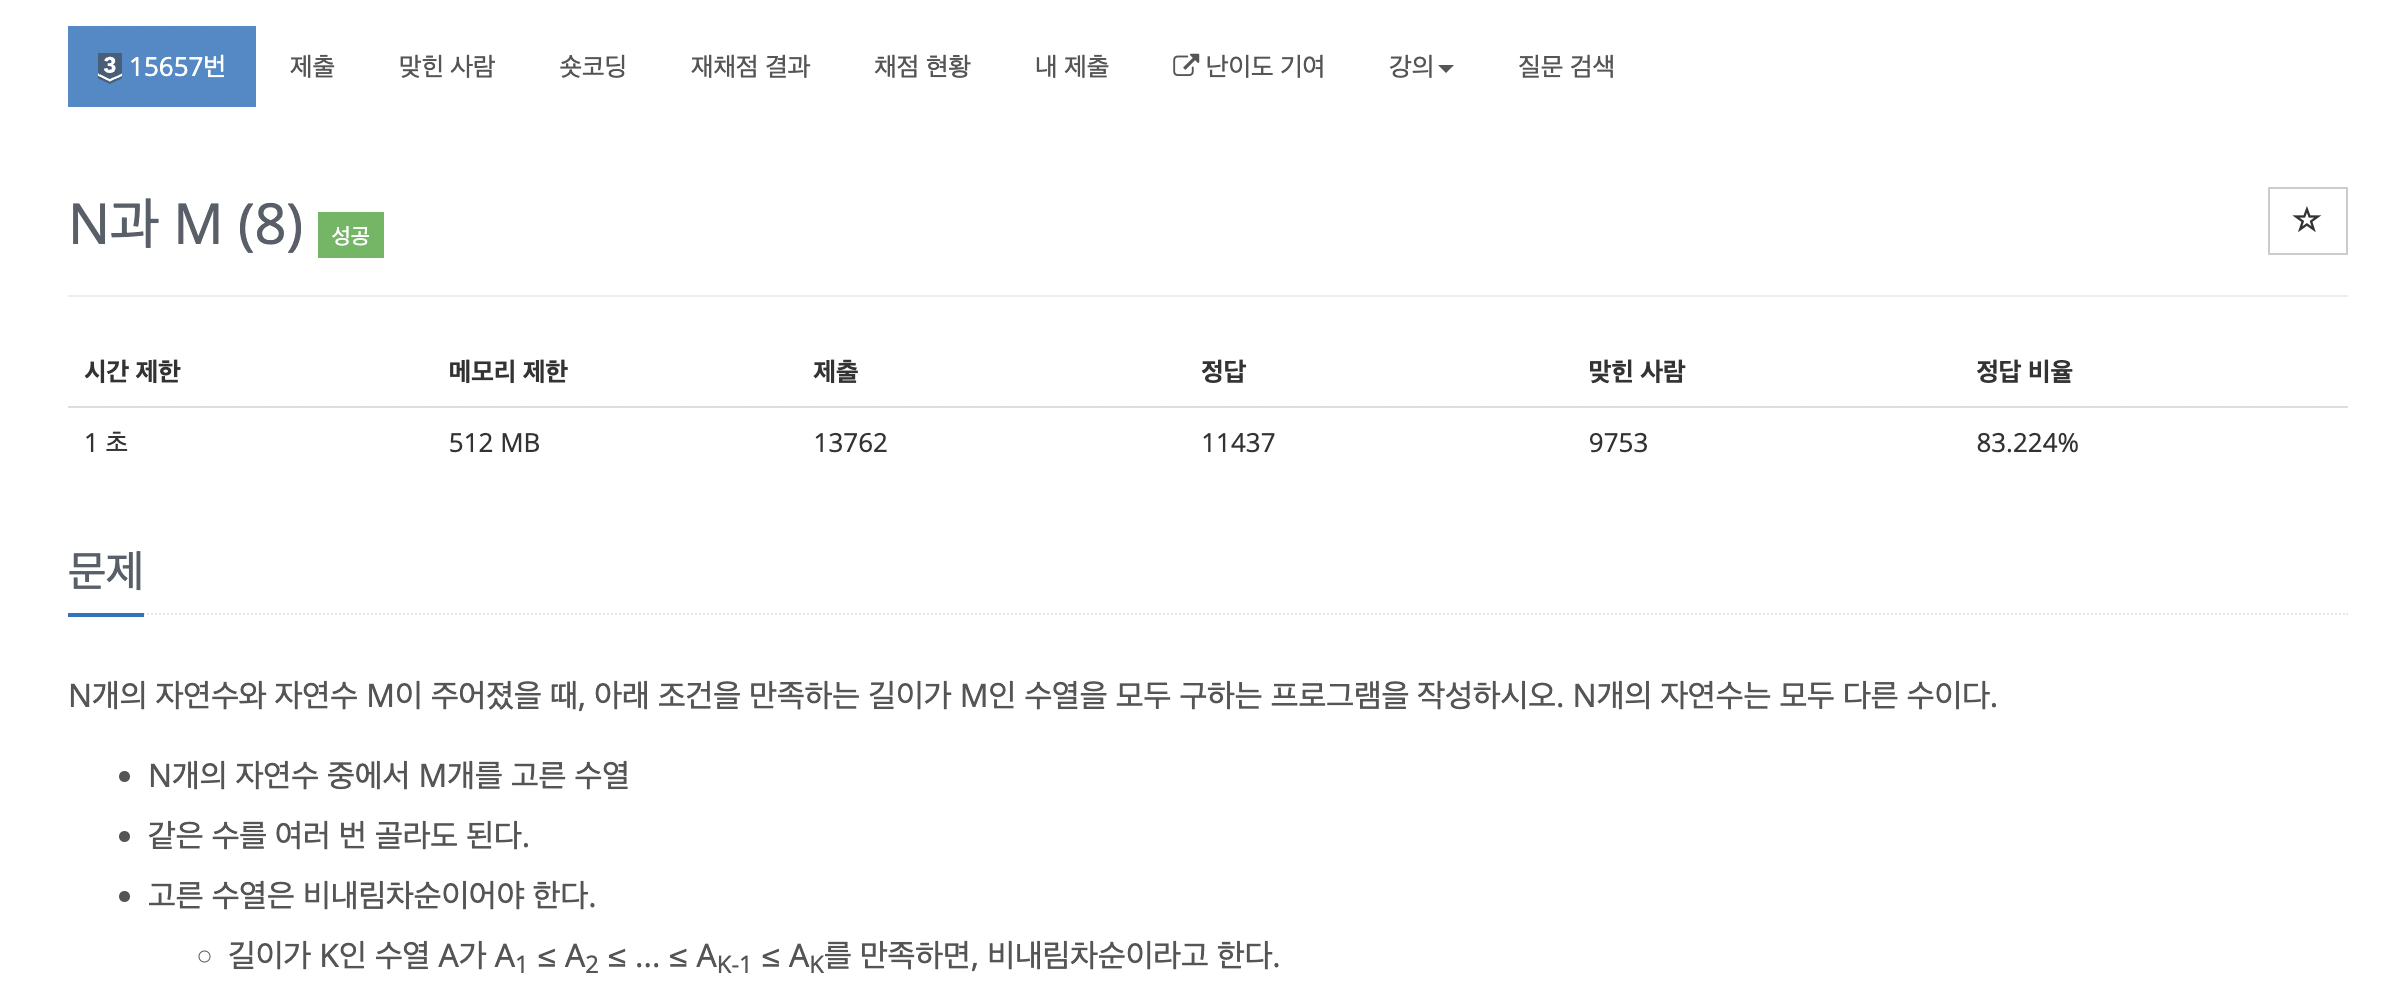 3 15657번 제출 맞힌 사람 숏코딩 재채점 결과 채점 현황 내 제출 난이도 기여 강의 질문 검색
N과 M (8) 성공
시간 제한 메모리 제한 제출 정답 맞힌 사람 정답 비율
1 초 512 MB 13762 11437 9753 83.224%
문제
N개의 자연수와 자연수 M이 주어졌을 때, 아래 조건을 만족하는 길이가 M인 수열을 모두 구하는 프로그램을 작성하시오. N개의 자연수는 모두 다른 수이다.
• N개의 자연수 중에서 M개를 고른 수열
• 같은 수를 여러 번 골라도 된다.
• 고른 수열은 비내림차순이어야 한다.
◦ 길이가 K인 수열 A가 A₁ ≤ A₂ ≤ ... ≤ A<sub>K-1</sub> ≤ A<sub>K</sub>를 만족하면, 비내림차순이라고 한다.